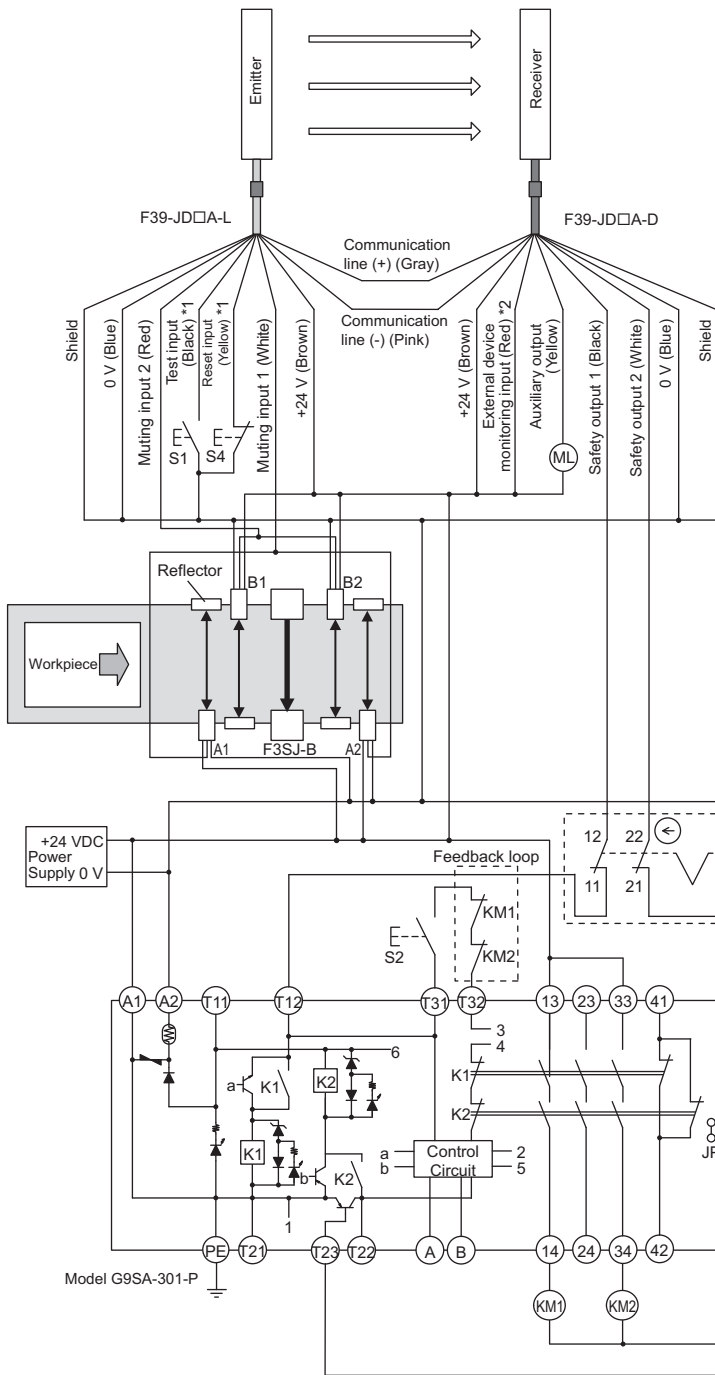 Emitter
Receiver
F39-JD□A-L
F39-JD□A-D
Communication
line (+) (Gray)
Communication
line (-) (Pink)
Shield
0 V (Blue)
Muting input 2 (Red)
Test input
(Black) *1
Reset input
(Yellow) *1
Muting input 1 (White)
+24 V (Brown)
+24 V (Brown)
External device
monitoring input (Red) *2
Auxiliary output
(Yellow)
Safety output 1 (Black)
Safety output 2 (White)
0 V (Blue)
Shield
S1
S4
ML
Reflector
B1
B2
Workpiece
A1
F3SJ-B
A2
+24 VDC
Power
Supply 0 V
12
22
11
21
Feedback loop
KM1
KM2
S2
A1
A2
T11
T12
T31
T32
13
23
33
41
3
4
6
a
K1
K2
K1
K2
K1
b
K2
a
b
Control
Circuit
2
5
JP
1
PE
T21
T23
T22
A
B
14
24
34
42
Model G9SA-301-P
KM1
KM2